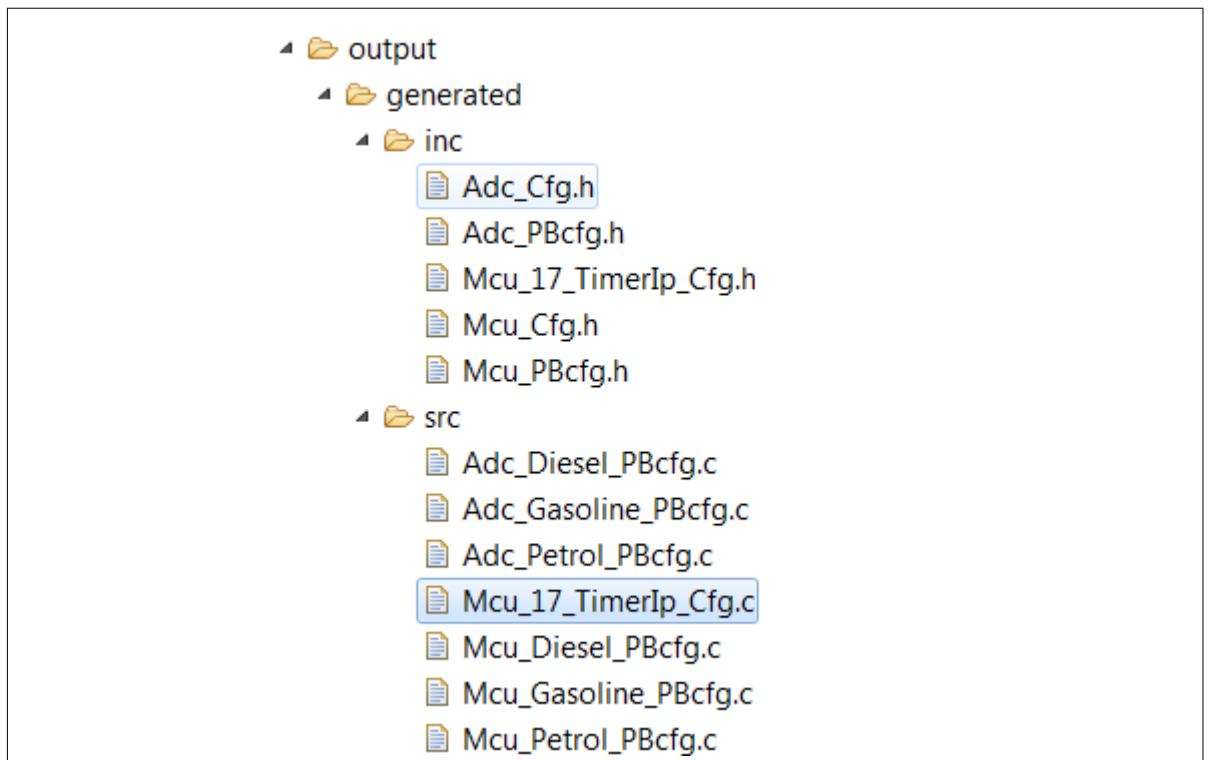 output
generated
inc
Adc_Cfg.h
Adc_PBcfg.h
Mcu_17_TimerIp_Cfg.h
Mcu_Cfg.h
Mcu_PBcfg.h
src
Adc_Diesel_PBcfg.c
Adc_Gasoline_PBcfg.c
Adc_Petrol_PBcfg.c
Mcu_17_TimerIp_Cfg.c
Mcu_Diesel_PBcfg.c
Mcu_Gasoline_PBcfg.c
Mcu_Petrol_PBcfg.c